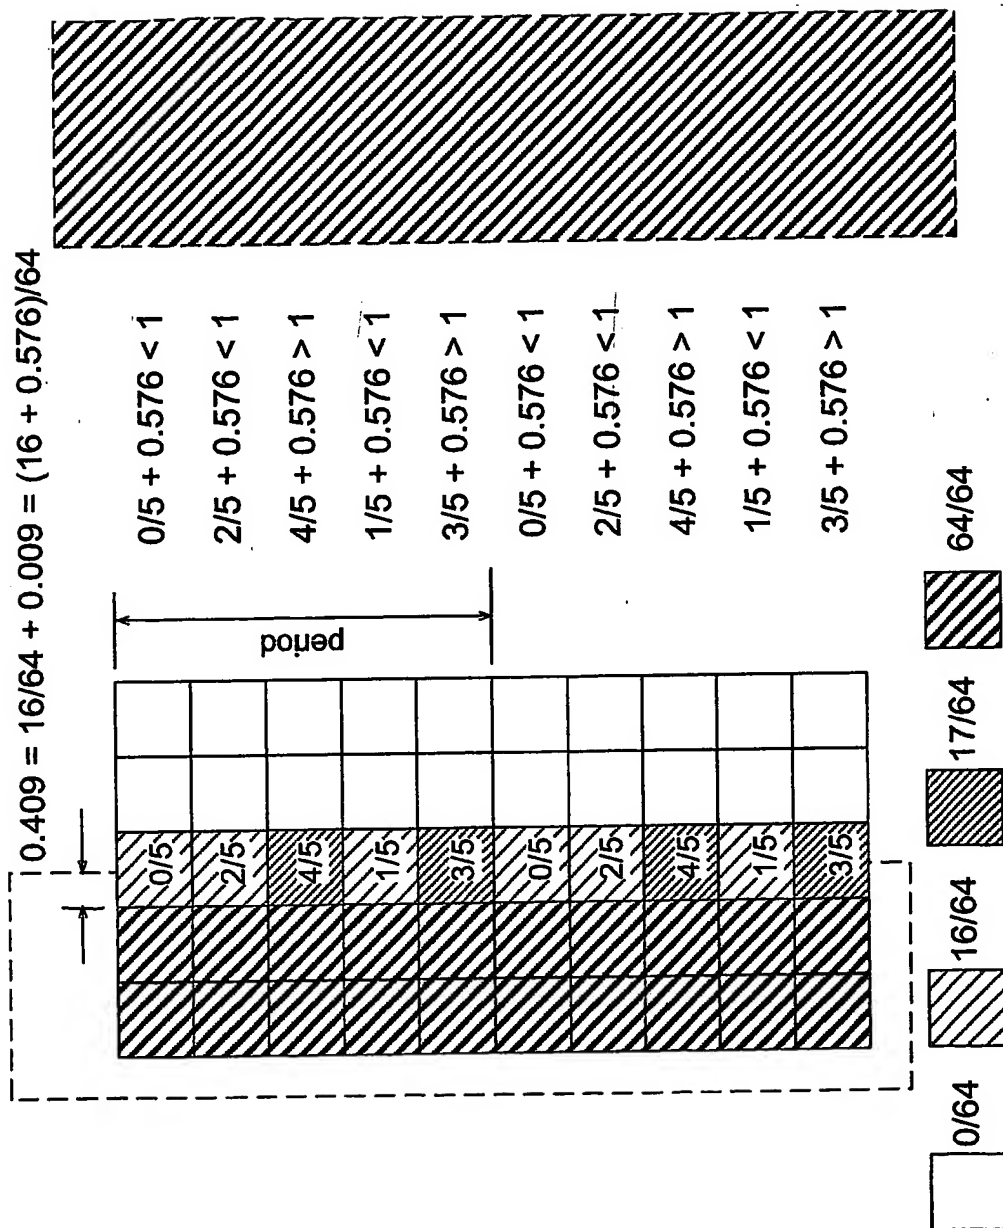 0.409 = 16/64 + 0.009 = (16 + 0.576)/64
period
0/5
2/5
4/5
1/5
3/5
0/5
2/5
4/5
1/5
3/5
0/5 + 0.576 < 1
2/5 + 0.576 < 1
4/5 + 0.576 > 1
1/5 + 0.576 < 1
3/5 + 0.576 > 1
0/5 + 0.576 < 1
2/5 + 0.576 < 1
4/5 + 0.576 > 1
1/5 + 0.576 < 1
3/5 + 0.576 > 1
0/64 16/64 17/64 64/64